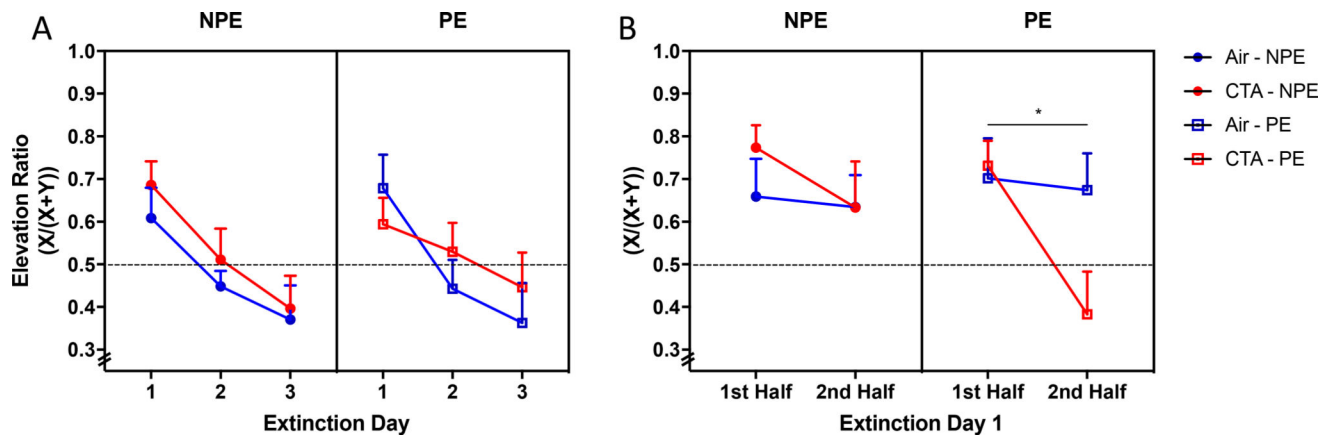 A
NPE
PE
Elevation Ratio
(X/(X+Y))
1.0
0.9
0.8
0.7
0.6
0.5
0.4
0.3
1
2
3
1
2
3
Extinction Day
B
NPE
PE
(X/(X+Y))
1.0
0.9
0.8
0.7
0.6
0.5
0.4
0.3
*
1st Half
2nd Half
1st Half
2nd Half
Extinction Day 1
Air - NPE
CTA - NPE
Air - PE
CTA - PE